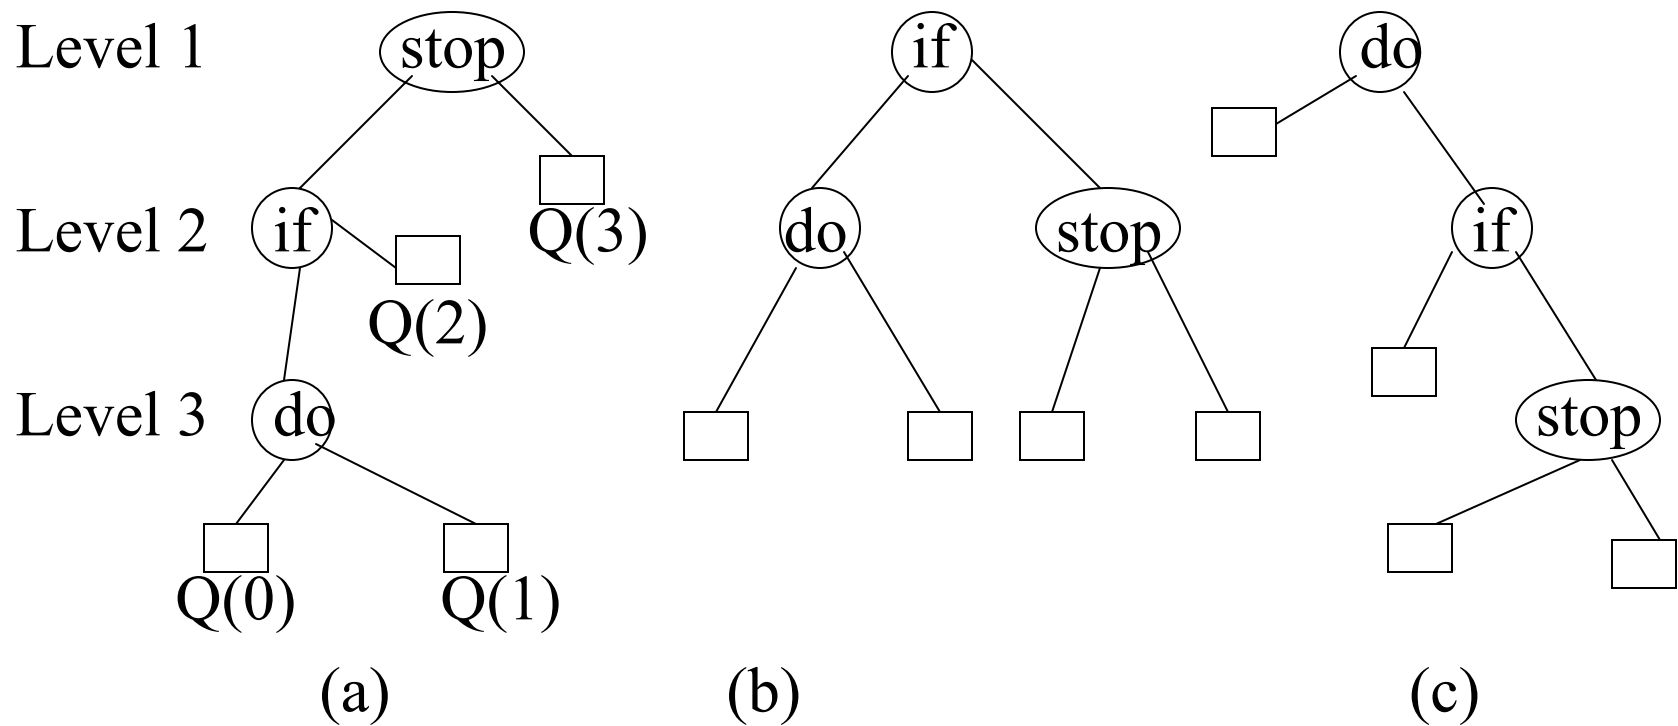 Level 1 stop if do
Level 2 if Q(3) do stop if
Q(2)
Level 3 do stop
Q(0) Q(1)
(a) (b) (c)